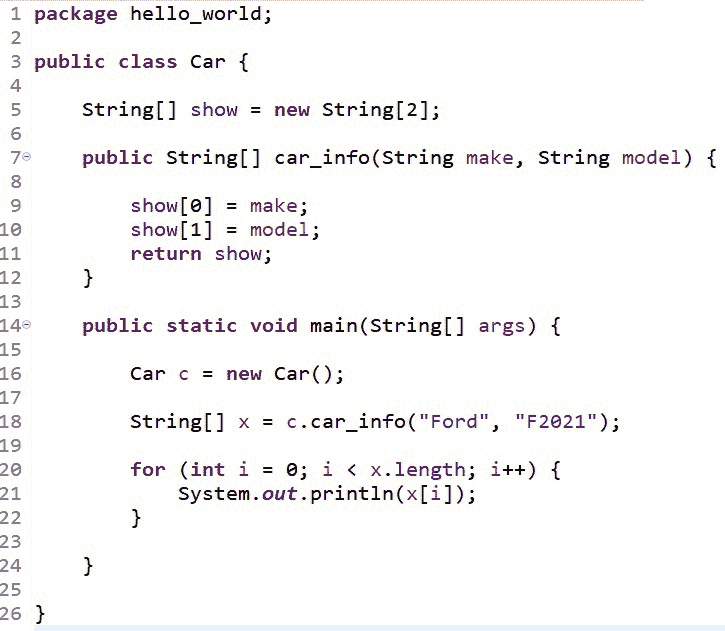 1 package hello_world;
2
3 public class Car {
4
5     String[] show = new String[2];
6
7     public String[] car_info(String make, String model) {
8
9         show[0] = make;
10         show[1] = model;
11         return show;
12     }
13
14     public static void main(String[] args) {
15
16         Car c = new Car();
17
18         String[] x = c.car_info("Ford", "F2021");
19
20         for (int i = 0; i < x.length; i++) {
21             System.out.println(x[i]);
22         }
23
24     }
25
26 }